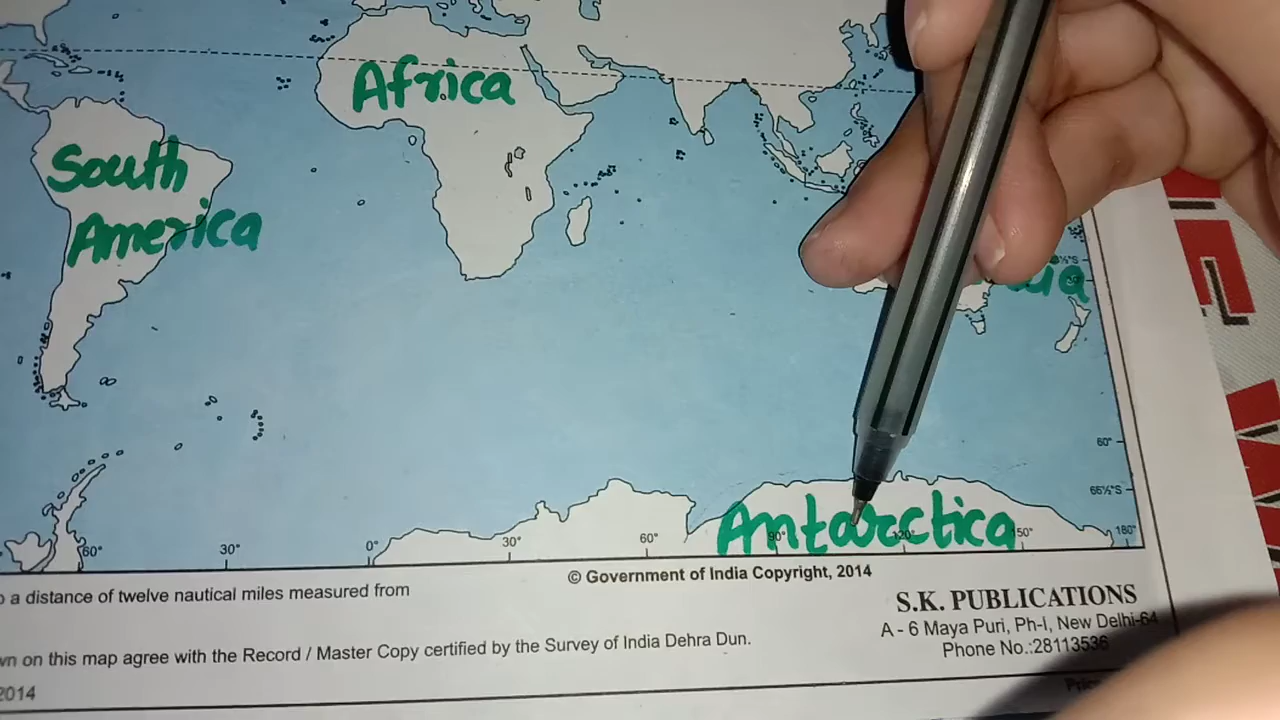 Africa
South
America
½°S
ia
60°
66½°S
Antarctica
60°
30°
0°
30°
60°
90°
120°
150°
180°
© Government of India Copyright, 2014
o a distance of twelve nautical miles measured from
S.K. PUBLICATIONS
A - 6 Maya Puri, Ph-I, New Delhi-64
Phone No.:28113536
wn on this map agree with the Record / Master Copy certified by the Survey of India Dehra Dun.
2014